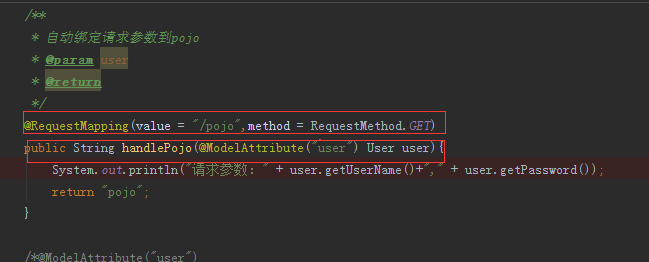 /**
* 自动绑定请求参数到pojo
* @param user
* @return
*/
@RequestMapping(value = "/pojo",method = RequestMethod.GET)
public String handlePojo(@ModelAttribute("user") User user){
System.out.println("请求参数: " + user.getUserName()+"," + user.getPassword());
return "pojo";
}
/*@ModelAttribute("user")